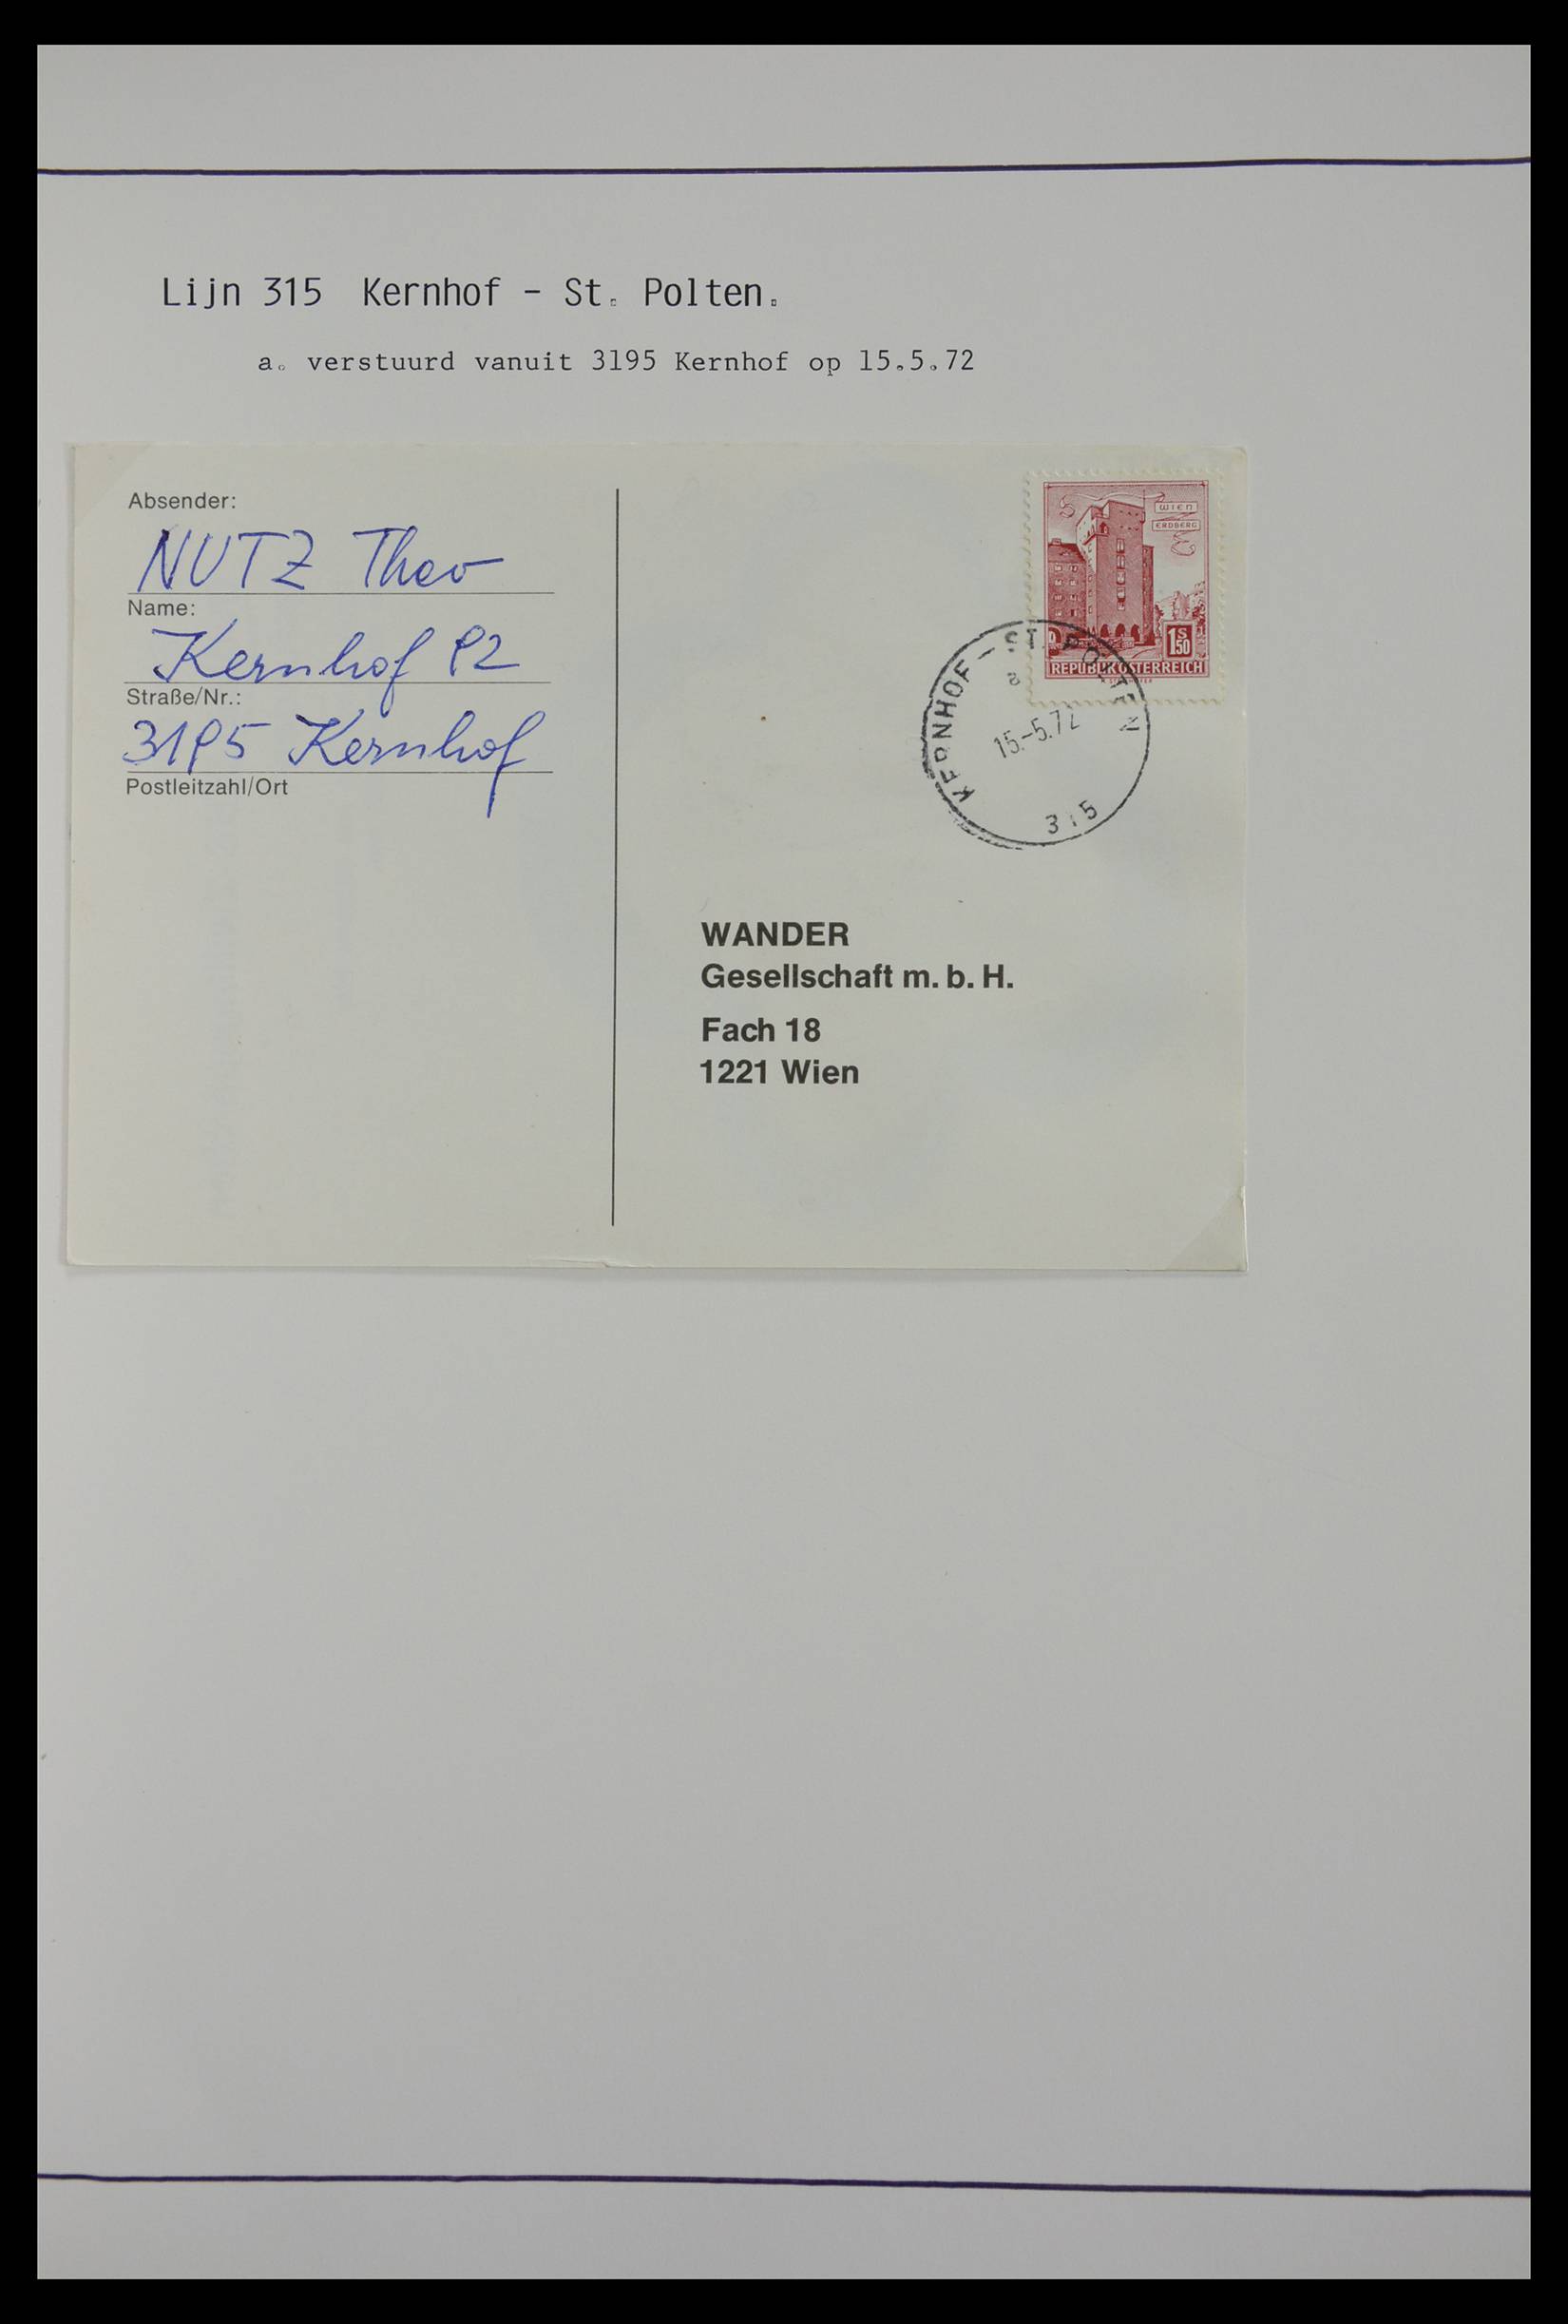 Lijn 315 Kernhof - St. Polten.
a. verstuurd vanuit 3195 Kernhof op 15.5.72
Absender:
NUTZ Theo
Name:
Kernhof 92
Straße/Nr.:
3195 Kernhof
Postleitzahl/Ort
WIEN
ERDBERG
1S50
REPUBLIK ÖSTERREICH
KERNHOF - ST. PÖLTEN
a
15.-5.72
315
WANDER
Gesellschaft m. b. H.
Fach 18
1221 Wien